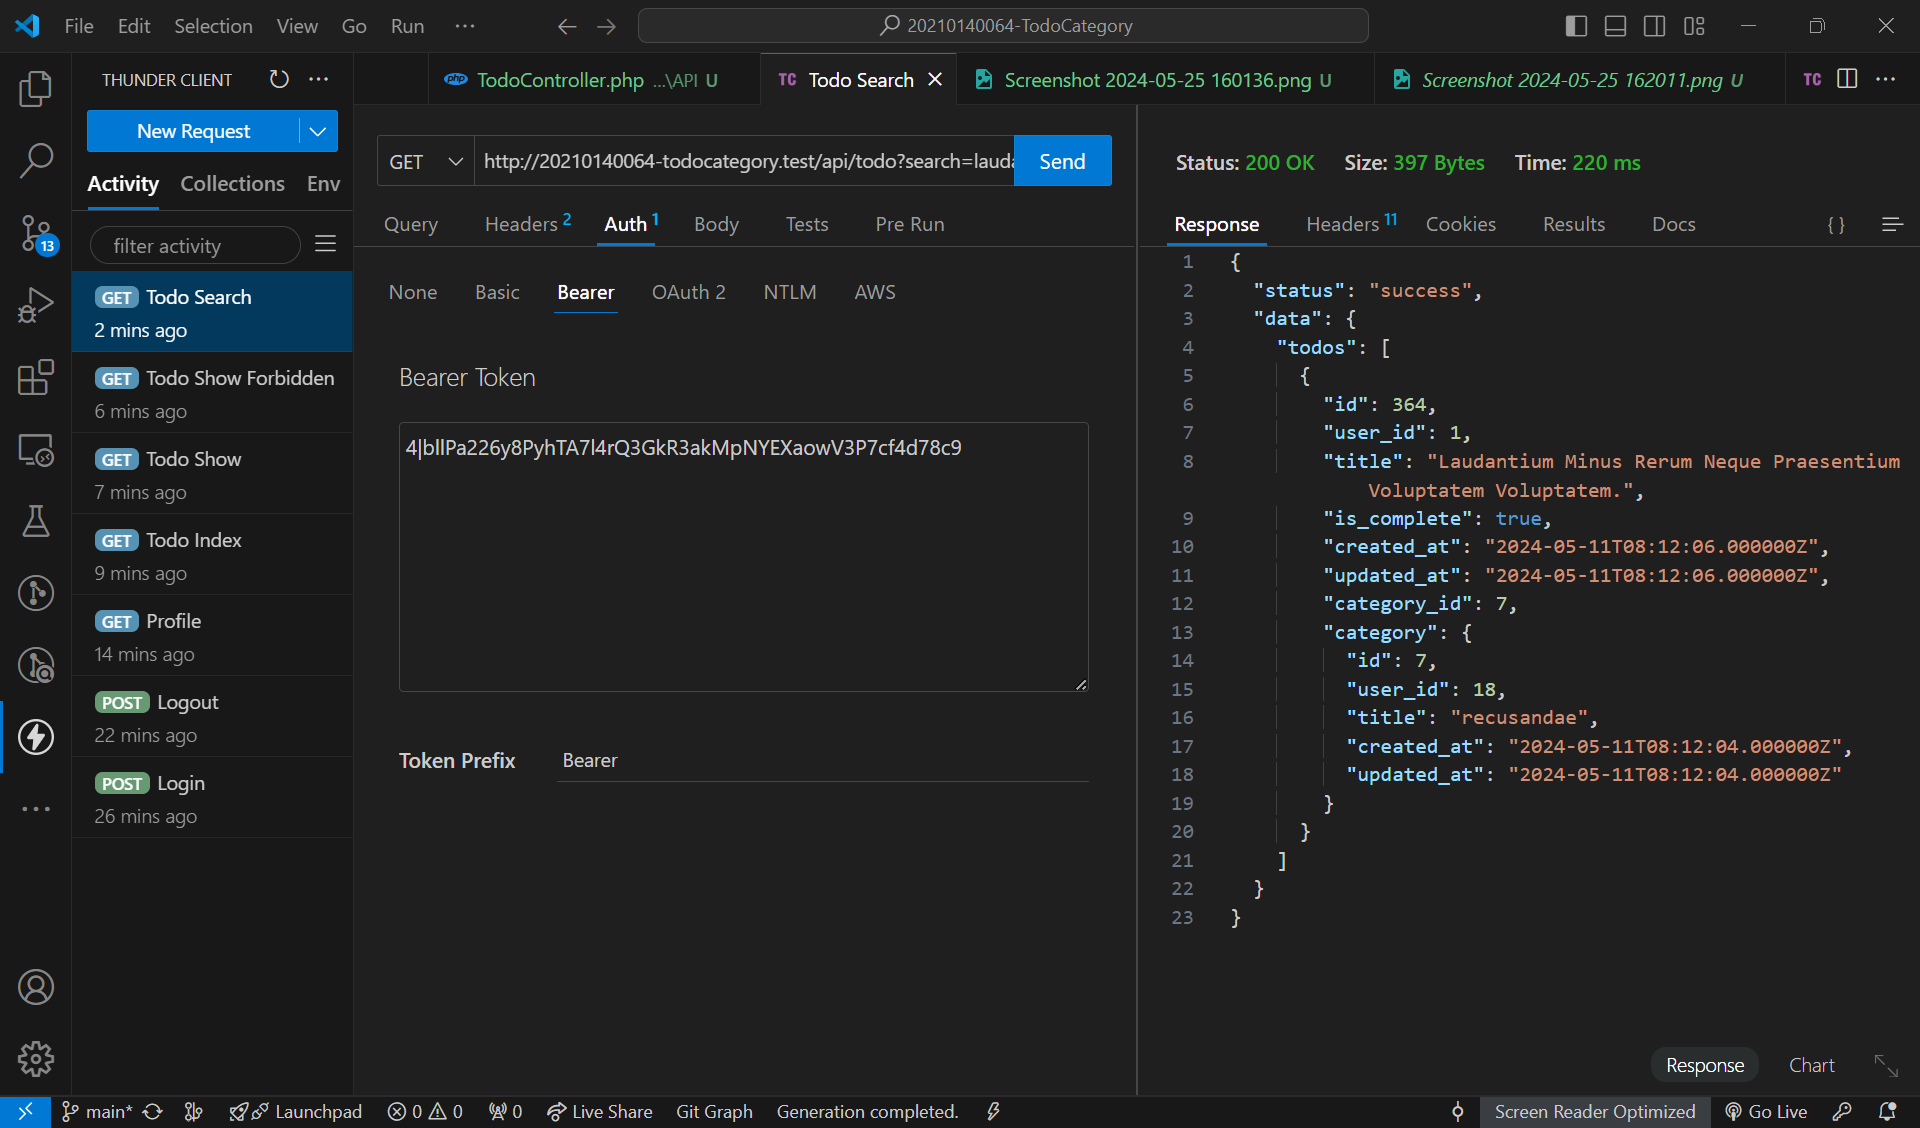 File Edit Selection View Go Run ··· 20210140064-TodoCategory
THUNDER CLIENT ···
TodoController.php ...\API U
TC Todo Search
Screenshot 2024-05-25 160136.png U
Screenshot 2024-05-25 162011.png U
TC ···
New Request
Activity Collections Env
filter activity
GET Todo Search
2 mins ago
GET Todo Show Forbidden
6 mins ago
GET Todo Show
7 mins ago
GET Todo Index
9 mins ago
GET Profile
14 mins ago
POST Logout
22 mins ago
POST Login
26 mins ago
13
GET http://20210140064-todocategory.test/api/todo?search=lauda Send
Query Headers 2 Auth 1 Body Tests Pre Run
None Basic Bearer OAuth 2 NTLM AWS
Bearer Token
4|bllPa226y8PyhTA7l4rQ3GkR3akMpNYEXaowV3P7cf4d78c9
Token Prefix Bearer
Status: 200 OK Size: 397 Bytes Time: 220 ms
Response Headers 11 Cookies Results Docs { }
1 {
2 "status": "success",
3 "data": {
4 "todos": [
5 {
6 "id": 364,
7 "user_id": 1,
8 "title": "Laudantium Minus Rerum Neque Praesentium
Voluptatem Voluptatem.",
9 "is_complete": true,
10 "created_at": "2024-05-11T08:12:06.000000Z",
11 "updated_at": "2024-05-11T08:12:06.000000Z",
12 "category_id": 7,
13 "category": {
14 "id": 7,
15 "user_id": 18,
16 "title": "recusandae",
17 "created_at": "2024-05-11T08:12:04.000000Z",
18 "updated_at": "2024-05-11T08:12:04.000000Z"
19 }
20 }
21 ]
22 }
23 }
Response Chart
main* Launchpad 0 0 0 Live Share Git Graph Generation completed. Screen Reader Optimized Go Live